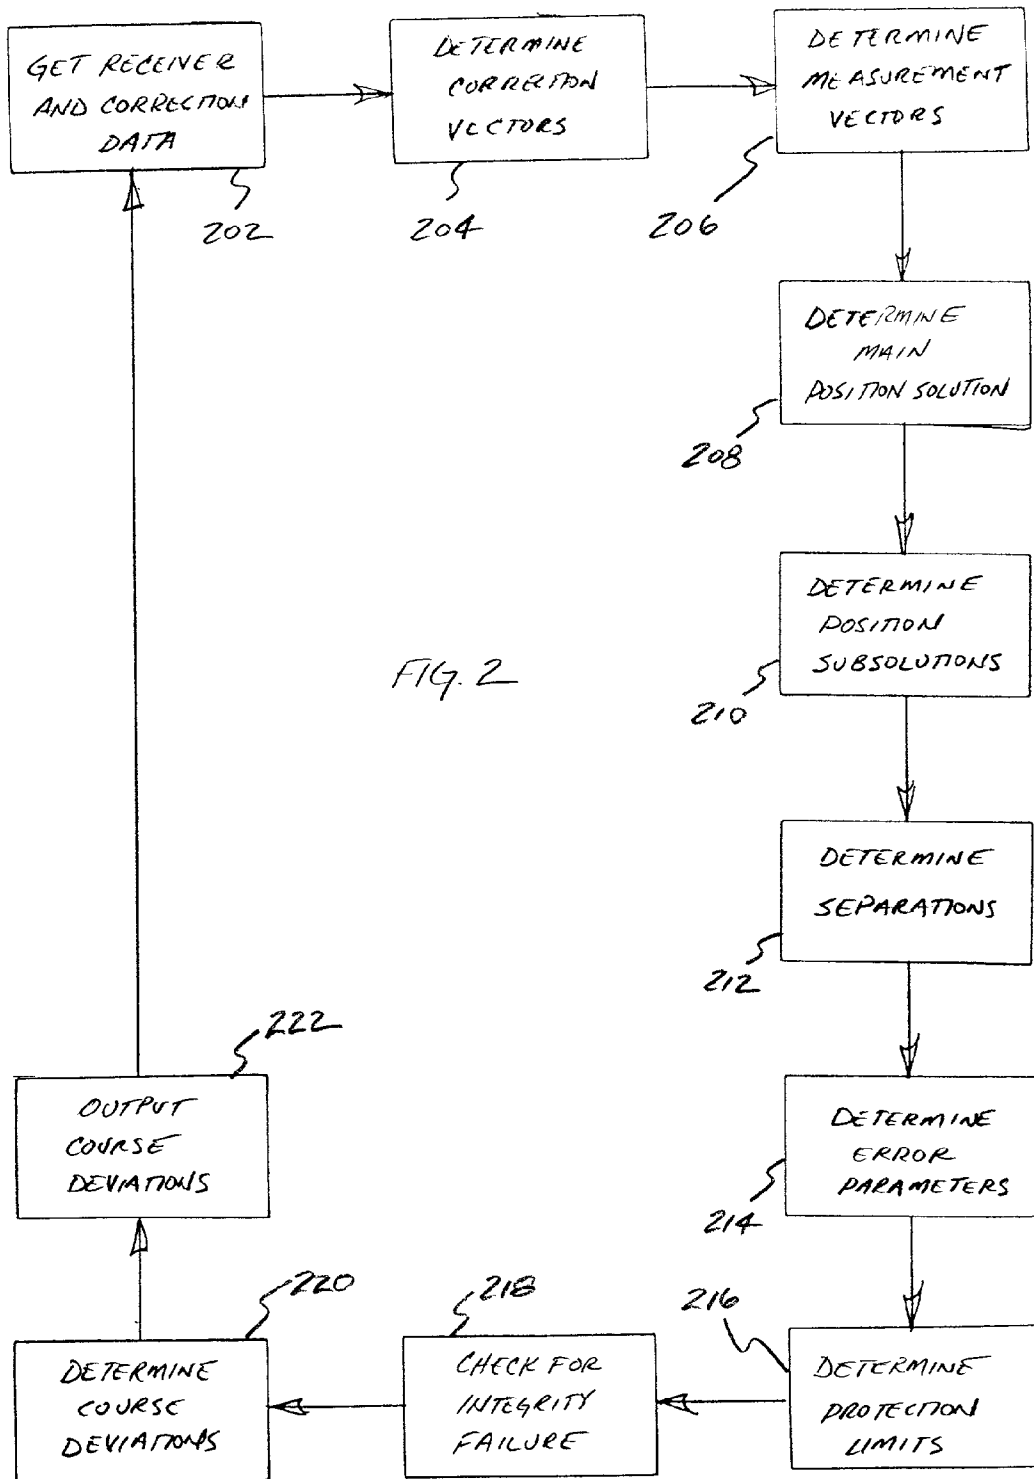 GET RECEIVER
AND CORRECTION
DATA
202
DETERMINE
CORRECTION
VECTORS
204
DETERMINE
MEASUREMENT
VECTORS
206
DETERMINE
MAIN
POSITION SOLUTION
208
DETERMINE
POSITION
SUBSOLUTIONS
210
FIG. 2
DETERMINE
SEPARATIONS
212
DETERMINE
ERROR
PARAMETERS
214
DETERMINE
PROTECTION
LIMITS
216
CHECK FOR
INTEGRITY
FAILURE
218
DETERMINE
COURSE
DEVIATIONS
220
OUTPUT
COURSE
DEVIATIONS
222